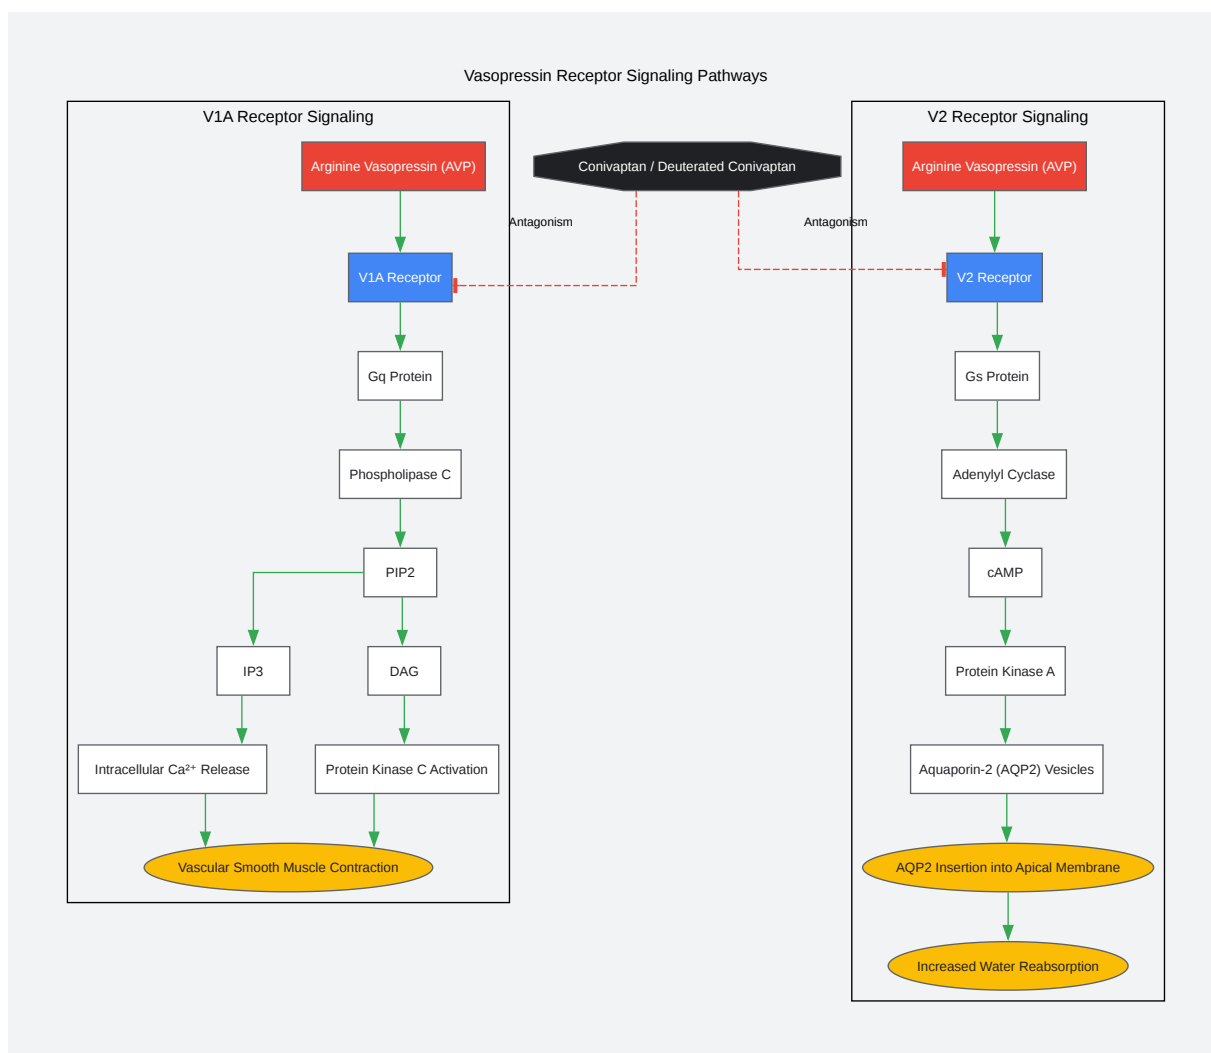 Vasopressin Receptor Signaling Pathways
V1A Receptor Signaling
Arginine Vasopressin (AVP)
V1A Receptor
Gq Protein
Phospholipase C
PIP2
IP3
DAG
Intracellular Ca²⁺ Release
Protein Kinase C Activation
Vascular Smooth Muscle Contraction
Conivaptan / Deuterated Conivaptan
Antagonism
Antagonism
V2 Receptor Signaling
Arginine Vasopressin (AVP)
V2 Receptor
Gs Protein
Adenylyl Cyclase
cAMP
Protein Kinase A
Aquaporin-2 (AQP2) Vesicles
AQP2 Insertion into Apical Membrane
Increased Water Reabsorption